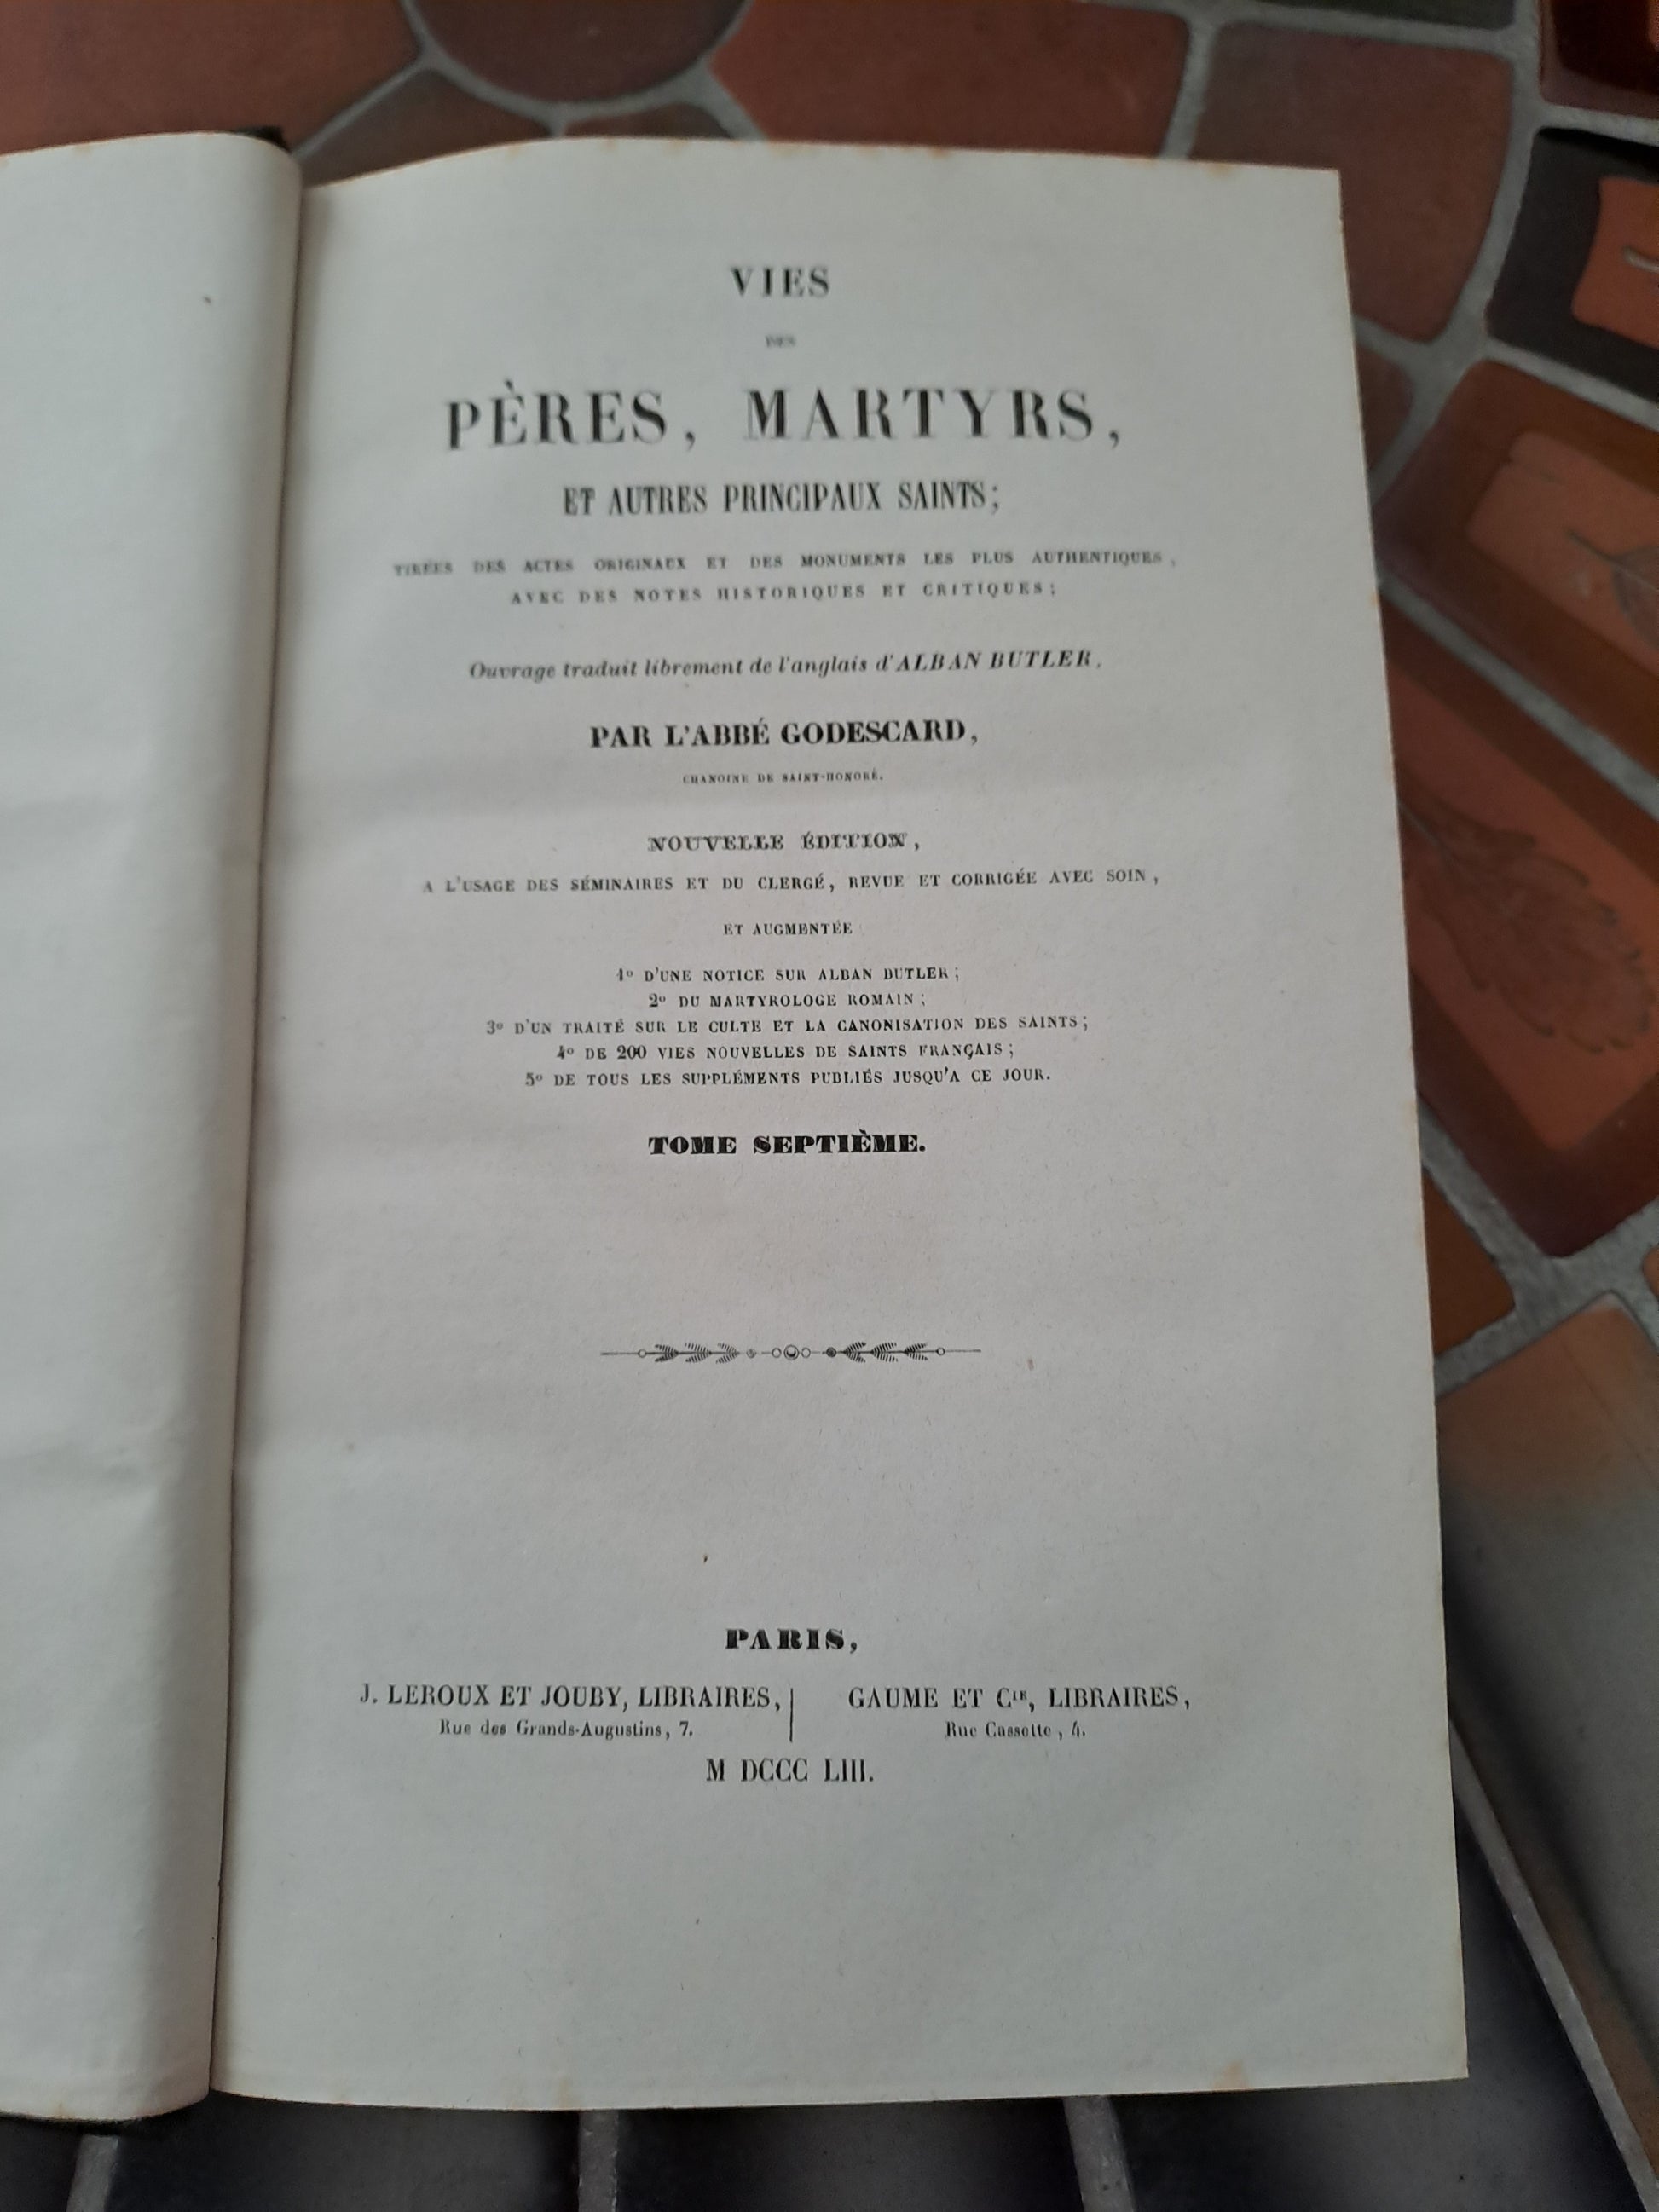 VIES
DES
PÈRES, MARTYRS,
ET AUTRES PRINCIPAUX SAINTS;
TIRÉES DES ACTES ORIGINAUX ET DES MONUMENTS LES PLUS AUTHENTIQUES,
AVEC DES NOTES HISTORIQUES ET CRITIQUES;
Ouvrage traduit librement de l'anglais d'ALBAN BUTLER,
PAR L'ABBÉ GODESCARD,
CHANOINE DE SAINT-HONORÉ.
NOUVELLE ÉDITION,
A L'USAGE DES SÉMINAIRES ET DU CLERGÉ, REVUE ET CORRIGÉE AVEC SOIN,
ET AUGMENTÉE
1º D'UNE NOTICE SUR ALBAN BUTLER;
2º DU MARTYROLOGE ROMAIN;
3º D'UN TRAITÉ SUR LE CULTE ET LA CANONISATION DES SAINTS;
4º DE 200 VIES NOUVELLES DE SAINTS FRANÇAIS;
5º DE TOUS LES SUPPLÉMENTS PUBLIÉS JUSQU'A CE JOUR.
TOME SEPTIÈME.
PARIS,
J. LEROUX ET JOUBY, LIBRAIRES,
Rue des Grands-Augustins, 7.
GAUME ET Cie, LIBRAIRES,
Rue Cassette, 4.
M DCCC LIII.